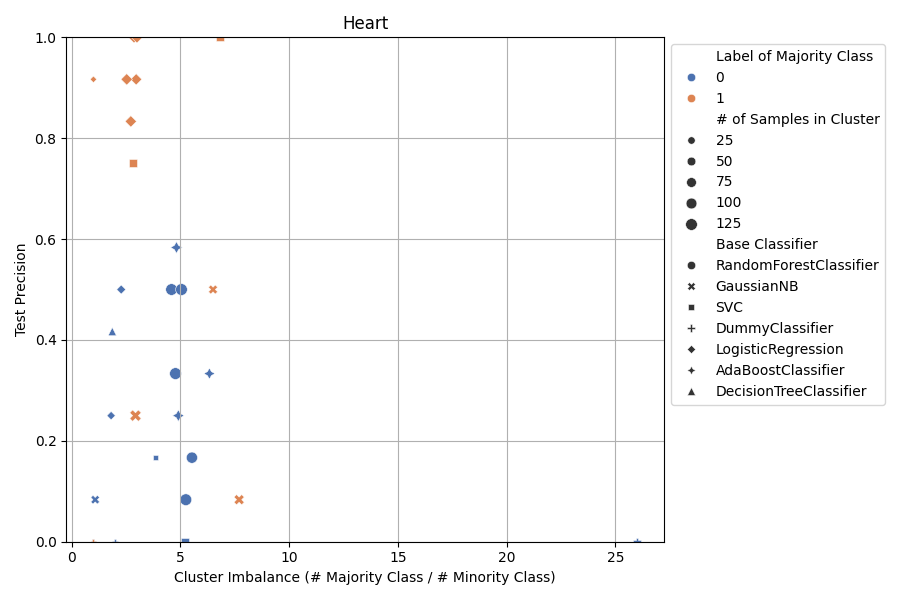 Heart
1.0
0.8
0.6
0.4
0.2
0.0
Test Precision
0
5
10
15
20
25
Cluster Imbalance (# Majority Class / # Minority Class)
Label of Majority Class
0
1
# of Samples in Cluster
25
50
75
100
125
Base Classifier
RandomForestClassifier
GaussianNB
SVC
DummyClassifier
LogisticRegression
AdaBoostClassifier
DecisionTreeClassifier